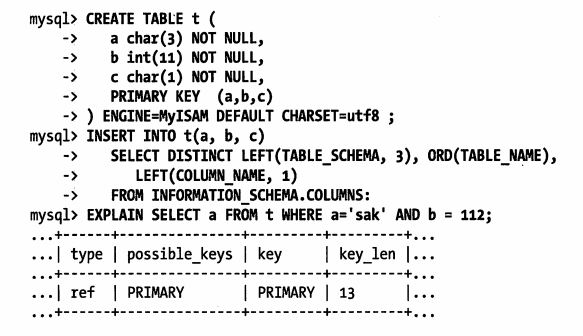 mysql> CREATE TABLE t (
    ->    a char(3) NOT NULL,
    ->    b int(11) NOT NULL,
    ->    c char(1) NOT NULL,
    ->    PRIMARY KEY  (a,b,c)
    -> ) ENGINE=MyISAM DEFAULT CHARSET=utf8 ;
mysql> INSERT INTO t(a, b, c)
    ->    SELECT DISTINCT LEFT(TABLE_SCHEMA, 3), ORD(TABLE_NAME),
    ->       LEFT(COLUMN_NAME, 1)
    ->    FROM INFORMATION_SCHEMA.COLUMNS:
mysql> EXPLAIN SELECT a FROM t WHERE a='sak' AND b = 112;
...+------+---------------+---------+---------+...
...| type | possible_keys | key     | key_len |...
...+------+---------------+---------+---------+...
...| ref  | PRIMARY       | PRIMARY | 13      |...
...+------+---------------+---------+---------+...